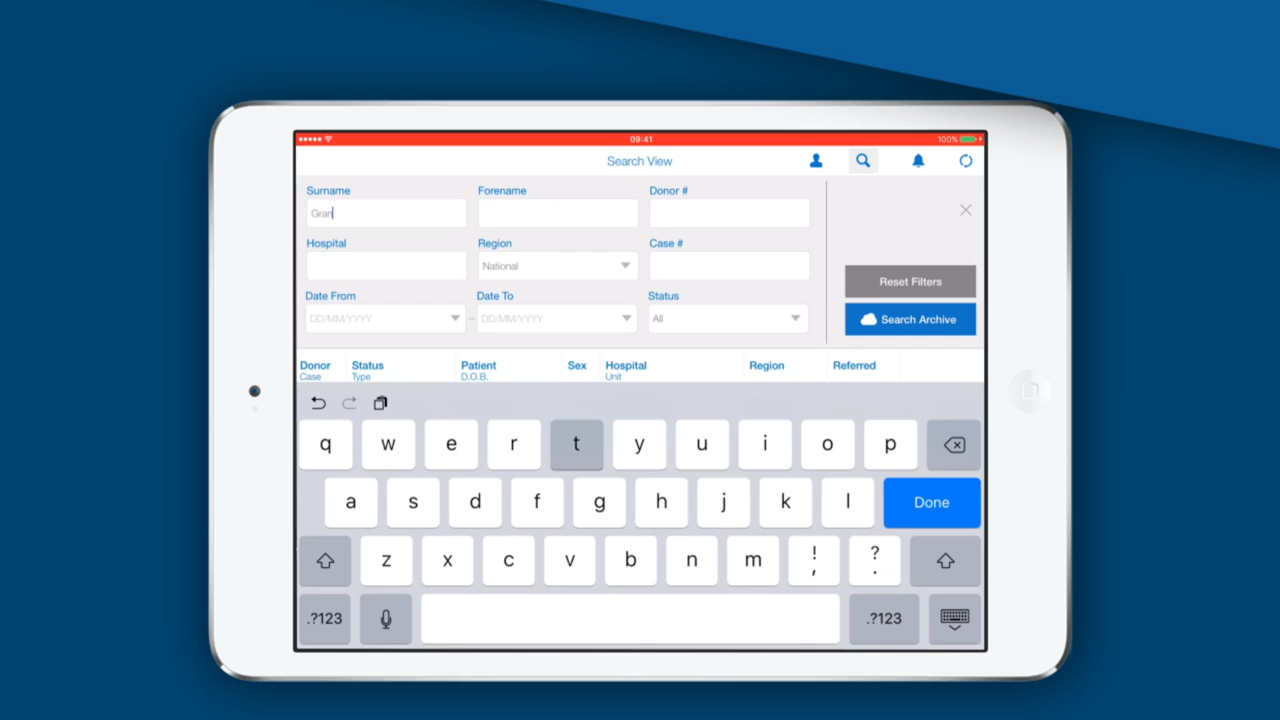 09:41
100%
Search View
Surname
Forename
Donor #
Gran
Hospital
Region
Case #
National
Reset Filters
Date From
Date To
Status
DD/MM/YYYY
–
DD/MM/YYYY
All
Search Archive
Donor
Status
Patient
Sex
Hospital
Region
Referred
Case
Type
D.O.B.
Unit
q w e r t y u i o p
a s d f g h j k l Done
z x c v b n m ! , ? .
.?123 .?123